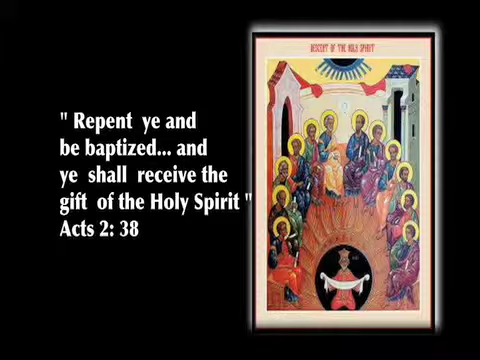 " Repent ye and
be baptized... and
ye shall receive the
gift of the Holy Spirit "
Acts 2: 38
DESCENT OF THE HOLY SPIRIT